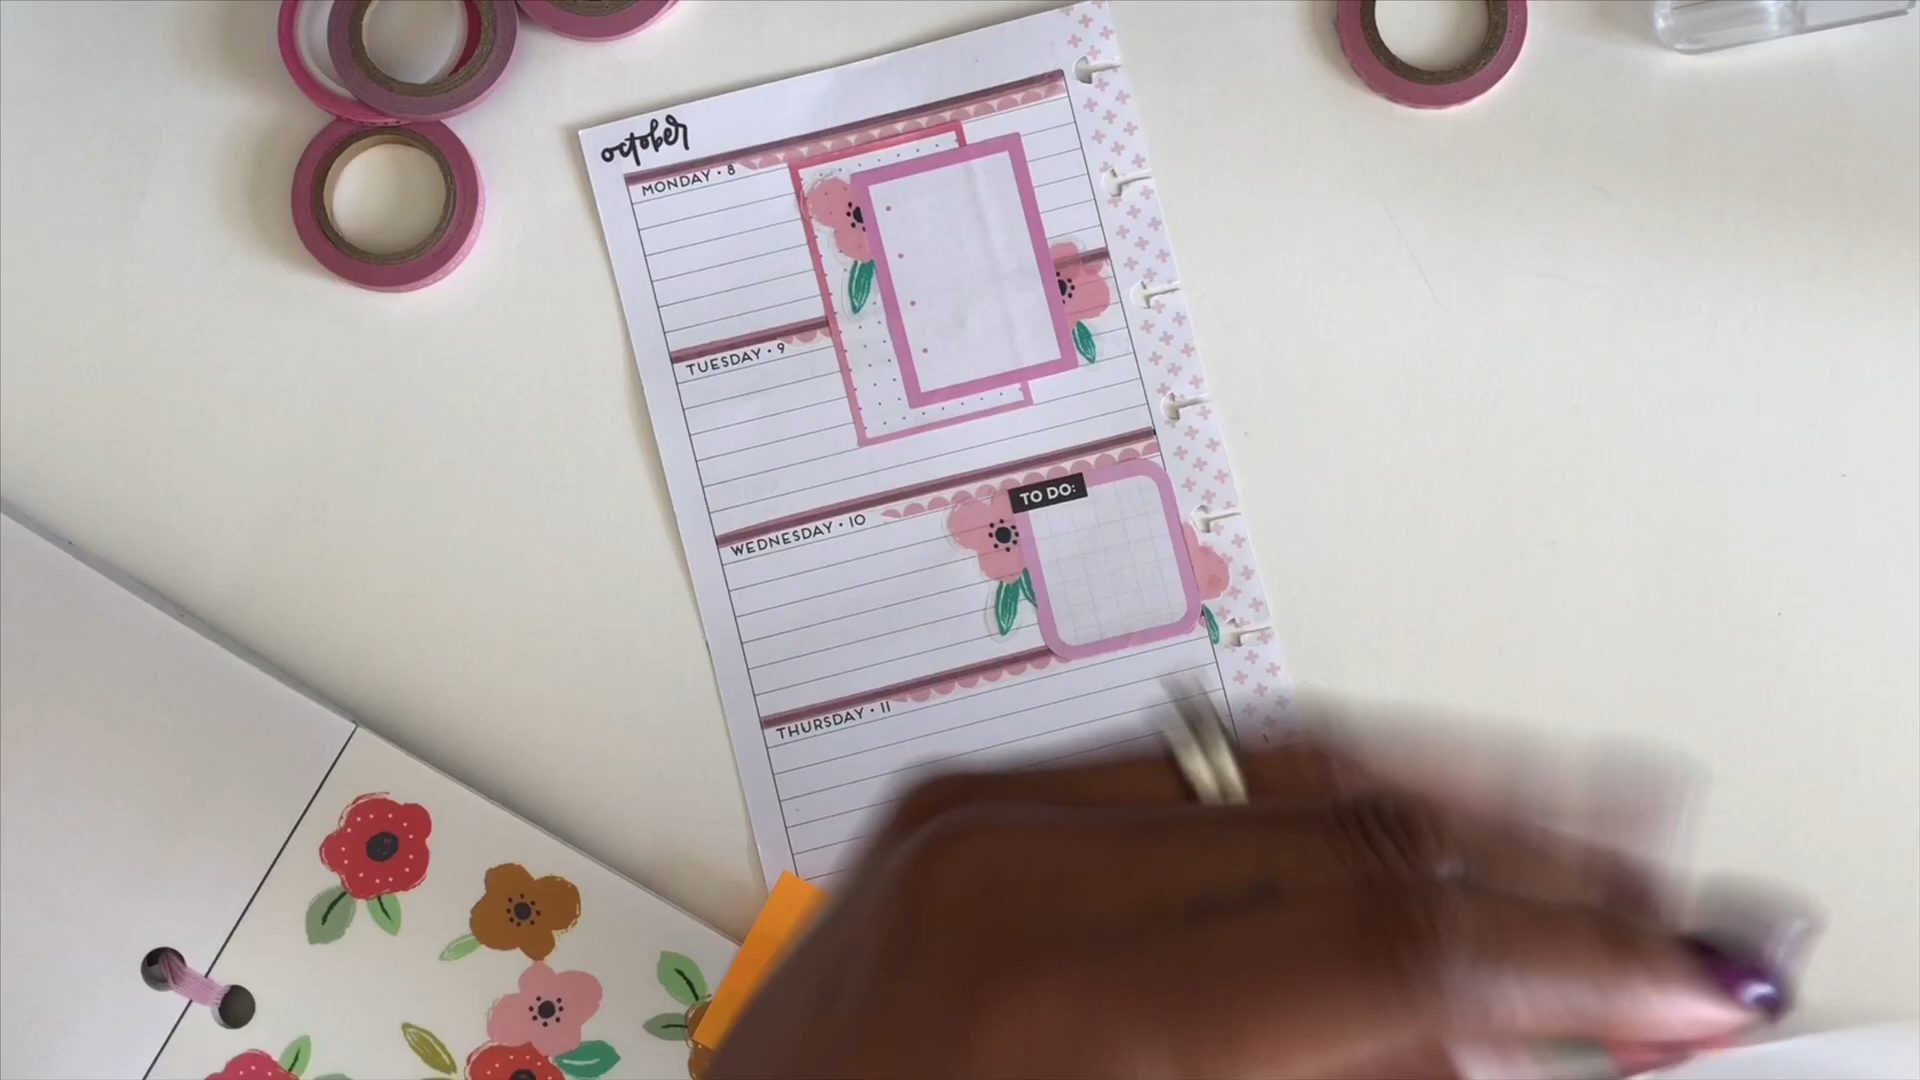 october
MONDAY • 8
TUESDAY • 9
TO DO:
WEDNESDAY • 10
THURSDAY • 11